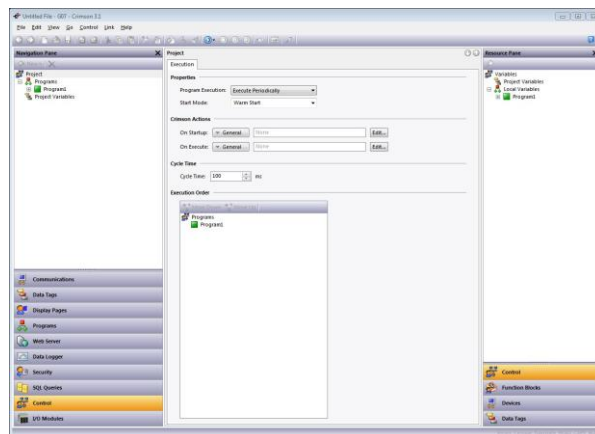 Untitled File - G07 - Crimson 3.2
File Edit View Go Control Link Help
Navigation Pane
Project
Programs
Program1
Project Variables
Communications
Data Tags
Display Pages
Programs
Web Server
Data Logger
Security
SQL Queries
Control
I/O Modules
Project
Execution
Properties
Program Execution: Execute Periodically
Start Mode: Warm Start
Crimson Actions
On Startup: General None Edit...
On Execute: General None Edit...
Cycle Time
Cycle Time: 100 ms
Execution Order
Programs
Program1
Resource Pane
Variables
Project Variables
Local Variables
Program1
Control
Function Blocks
Devices
Data Tags